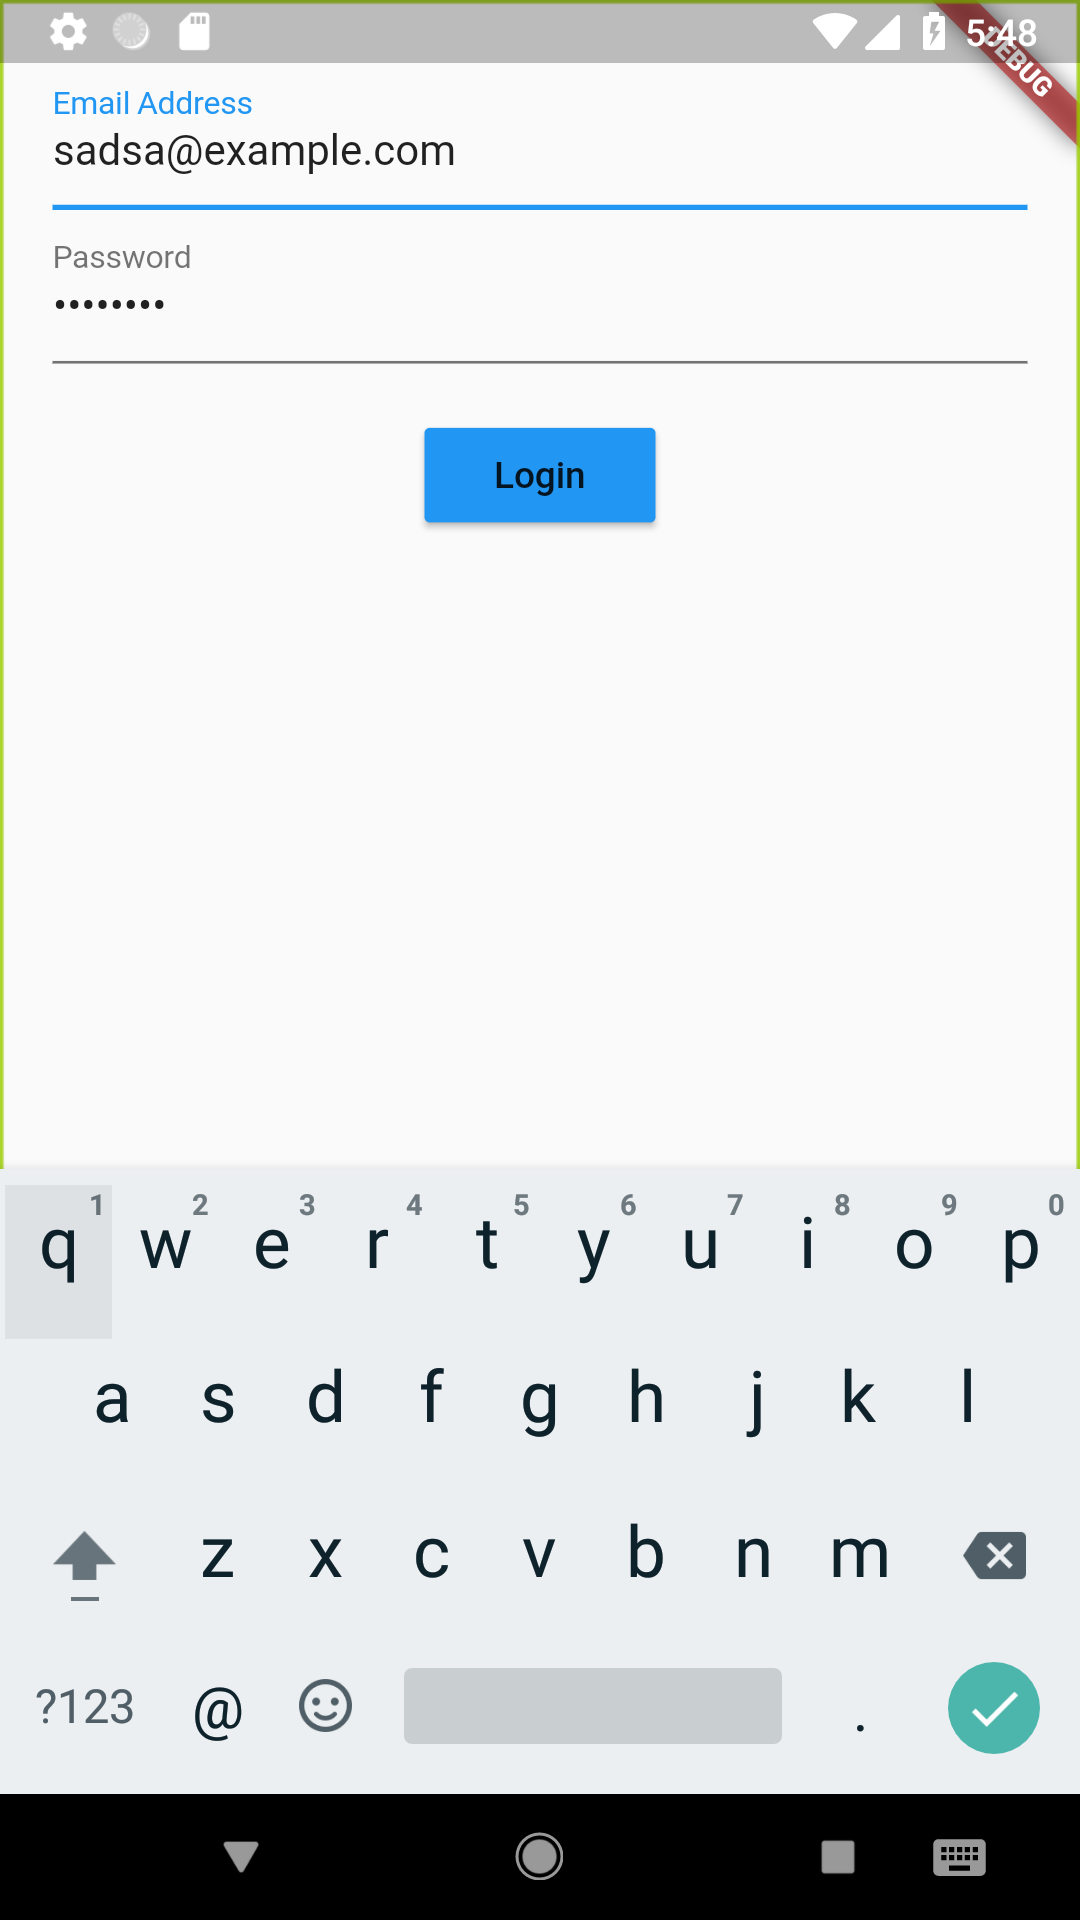 5:48
DEBUG
Email Address
sadsa@example.com
Password
••••••••
Login
1 2 3 4 5 6 7 8 9 0
q w e r t y u i o p
a s d f g h j k l
z x c v b n m
?123 @ .